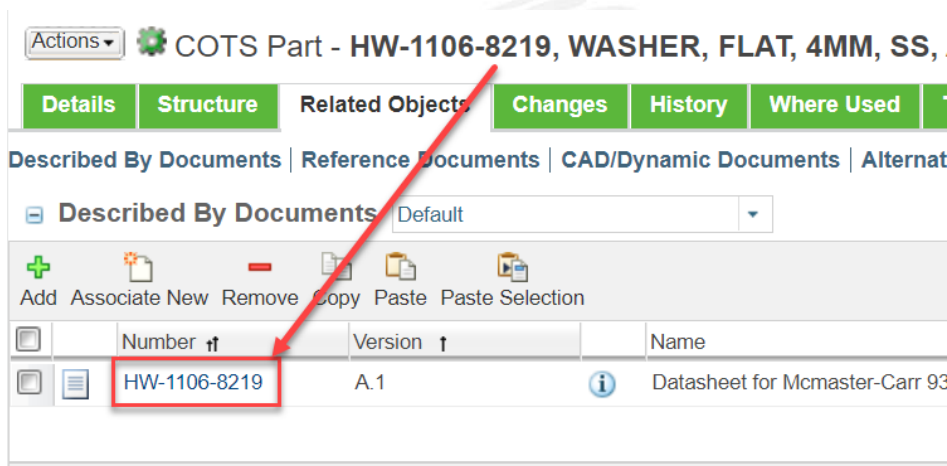 Actions COTS Part - HW-1106-8219, WASHER, FLAT, 4MM, SS,
Details Structure Related Objects Changes History Where Used
Described By Documents | Reference Documents | CAD/Dynamic Documents | Alternat
Described By Documents Default
Add Associate New Remove Copy Paste Paste Selection
Number Version Name
HW-1106-8219 A.1 Datasheet for Mcmaster-Carr 93